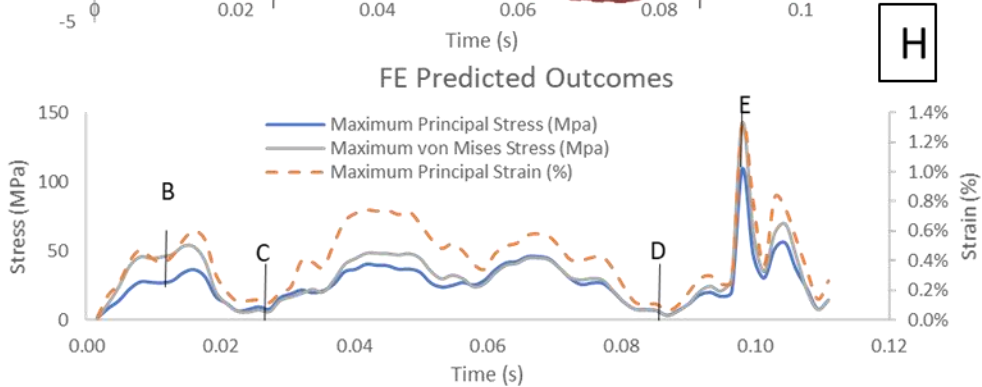 0 0.02 0.04 0.06 0.08 0.1
-5
Time (s)
H
FE Predicted Outcomes
E
150 1.4%
Maximum Principal Stress (Mpa)
1.2%
Maximum von Mises Stress (Mpa)
100 1.0%
Maximum Principal Strain (%)
B
0.8%
0.6%
C D
50 0.4%
0.2%
0 0.0%
Stress (MPa)
Strain (%)
0.00 0.02 0.04 0.06 0.08 0.10 0.12
Time (s)